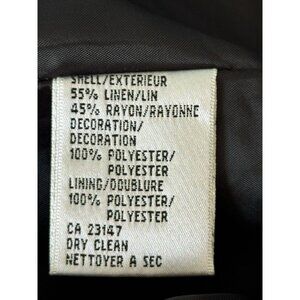 SHELL/EXTERIEUR
55% LINEN/LIN
45% RAYON/RAYONNE
DECORATION/
DECORATION
100% POLYESTER/
POLYESTER
LINING/DOUBLURE
100% POLYESTER/
POLYESTER
CA 23147
DRY CLEAN
NETTOYER A SEC